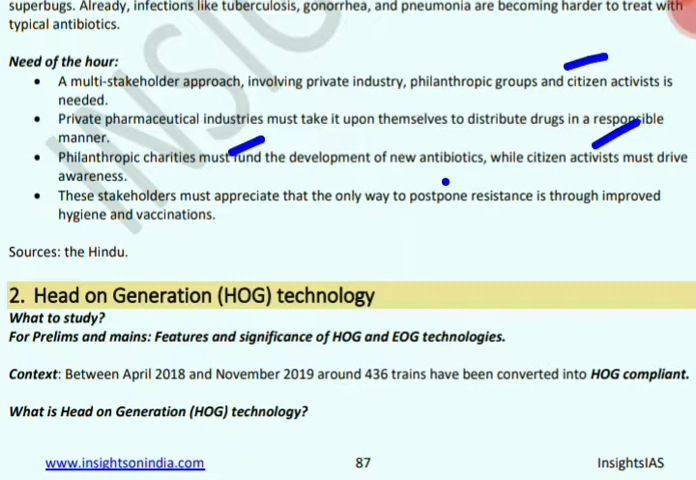 superbugs. Already, infections like tuberculosis, gonorrhea, and pneumonia are becoming harder to treat with
typical antibiotics.
Need of the hour:
• A multi-stakeholder approach, involving private industry, philanthropic groups and citizen activists is
needed.
• Private pharmaceutical industries must take it upon themselves to distribute drugs in a responsible
manner.
• Philanthropic charities must fund the development of new antibiotics, while citizen activists must drive
awareness.
• These stakeholders must appreciate that the only way to postpone resistance is through improved
hygiene and vaccinations.
Sources: the Hindu.
2. Head on Generation (HOG) technology
What to study?
For Prelims and mains: Features and significance of HOG and EOG technologies.
Context: Between April 2018 and November 2019 around 436 trains have been converted into HOG compliant.
What is Head on Generation (HOG) technology?
www.insightsonindia.com 87 InsightsIAS